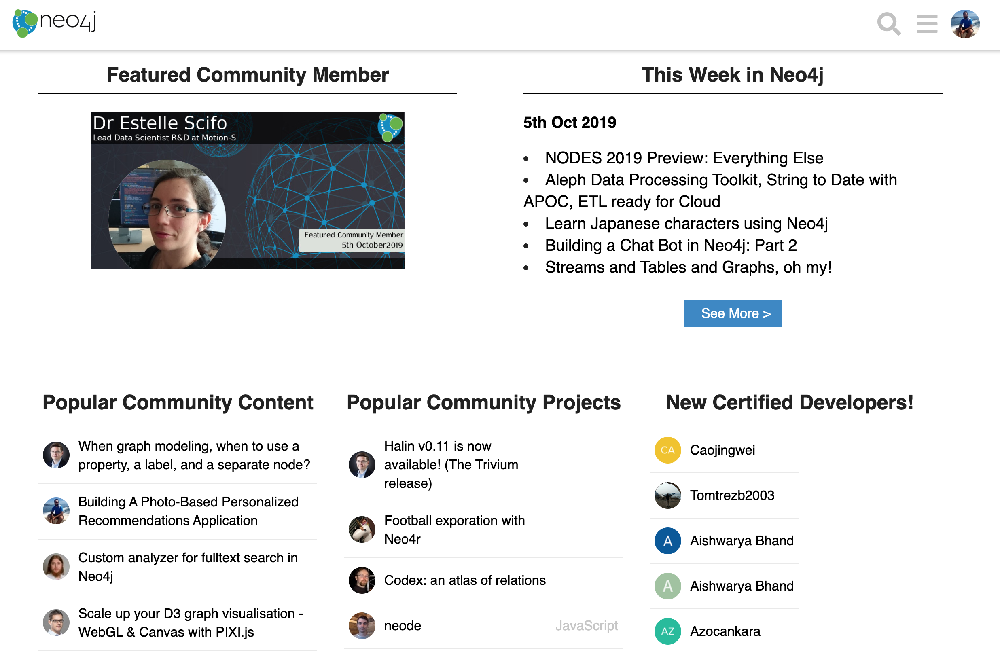 neo4j
Featured Community Member
Dr Estelle Scifo
Lead Data Scientist R&D at Motion-S
Featured Community Member
5th October2019
This Week in Neo4j
5th Oct 2019
• NODES 2019 Preview: Everything Else
• Aleph Data Processing Toolkit, String to Date with
APOC, ETL ready for Cloud
• Learn Japanese characters using Neo4j
• Building a Chat Bot in Neo4j: Part 2
• Streams and Tables and Graphs, oh my!
See More >
Popular Community Content
When graph modeling, when to use a
property, a label, and a separate node?
Building A Photo-Based Personalized
Recommendations Application
Custom analyzer for fulltext search in
Neo4j
Scale up your D3 graph visualisation -
WebGL & Canvas with PIXI.js
Popular Community Projects
Halin v0.11 is now
available! (The Trivium
release)
Football exporation with
Neo4r
Codex: an atlas of relations
neode JavaScript
New Certified Developers!
CA Caojingwei
Tomtrezb2003
A Aishwarya Bhand
A Aishwarya Bhand
AZ Azocankara